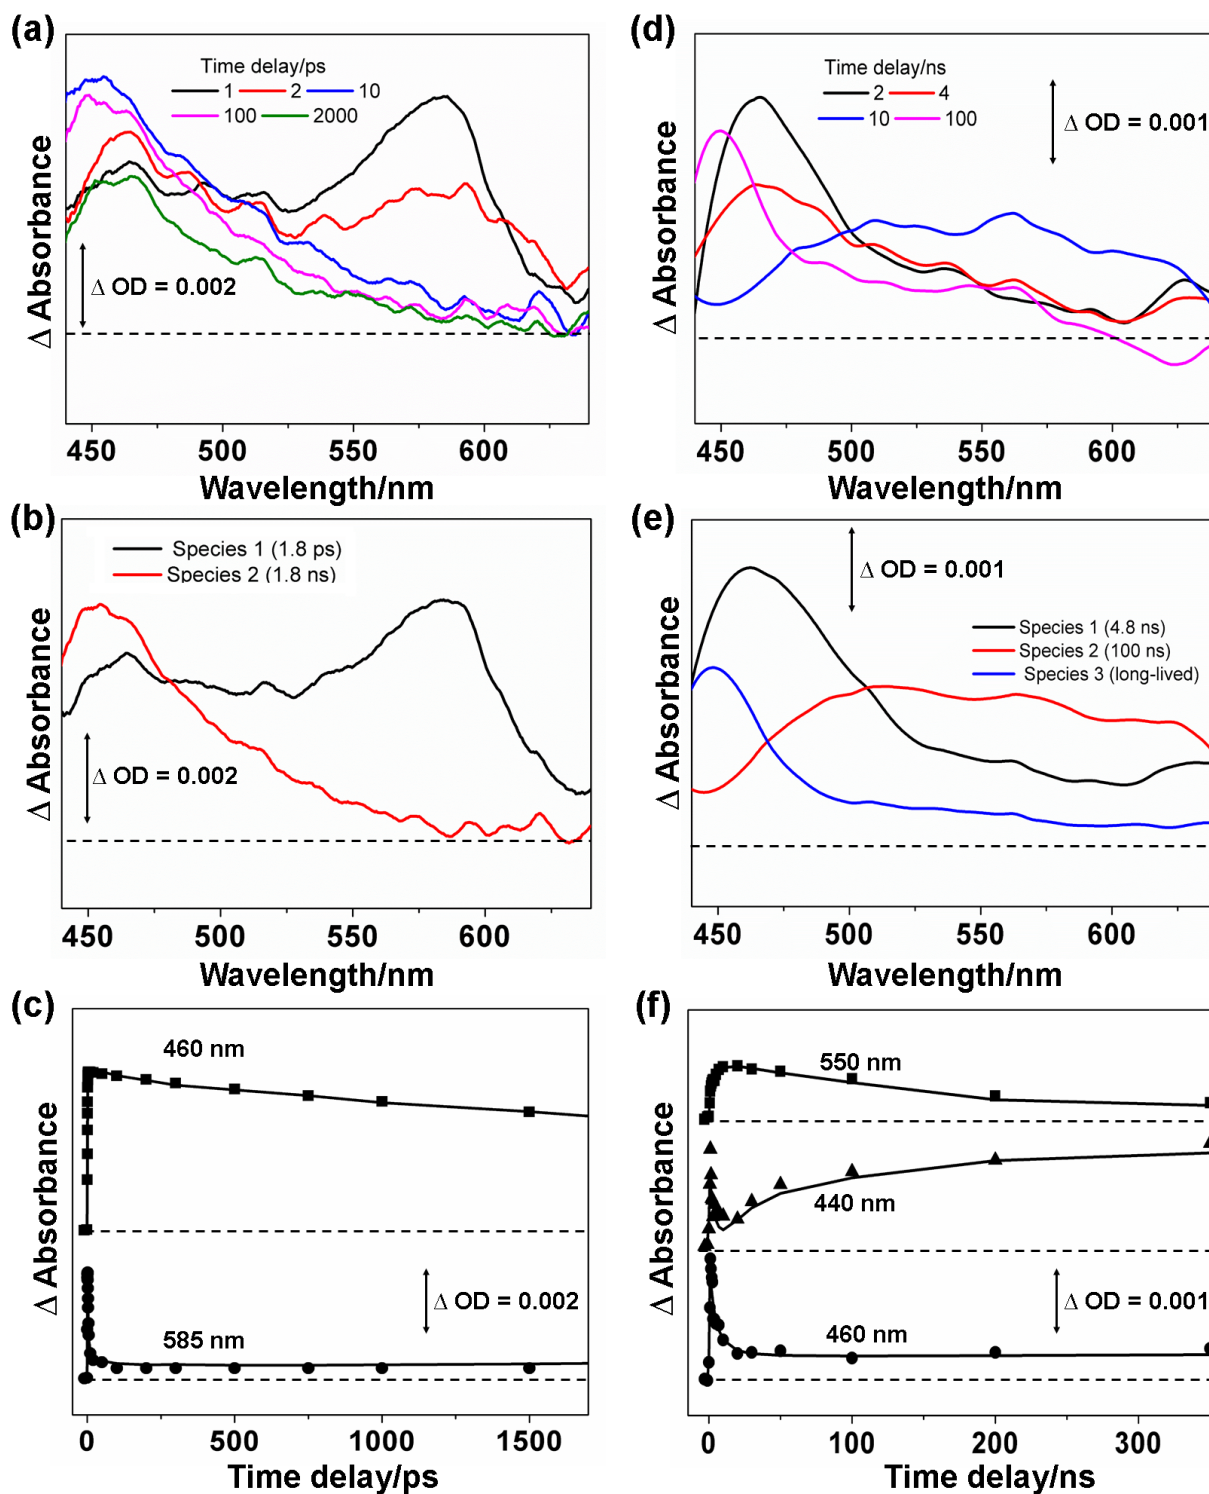 (a)
Time delay/ps
1 2 10
100 2000
Δ OD = 0.002
Δ Absorbance
450 500 550 600
Wavelength/nm
(d)
Time delay/ns
2 4
10 100
Δ OD = 0.001
Δ Absorbance
450 500 550 600
Wavelength/nm
(b)
Species 1 (1.8 ps)
Species 2 (1.8 ns)
Δ OD = 0.002
Δ Absorbance
450 500 550 600
Wavelength/nm
(e)
Δ OD = 0.001
Species 1 (4.8 ns)
Species 2 (100 ns)
Species 3 (long-lived)
Δ Absorbance
450 500 550 600
Wavelength/nm
(c)
460 nm
Δ OD = 0.002
585 nm
Δ Absorbance
0 500 1000 1500
Time delay/ps
(f)
550 nm
440 nm
Δ OD = 0.001
460 nm
Δ Absorbance
0 100 200 300
Time delay/ns